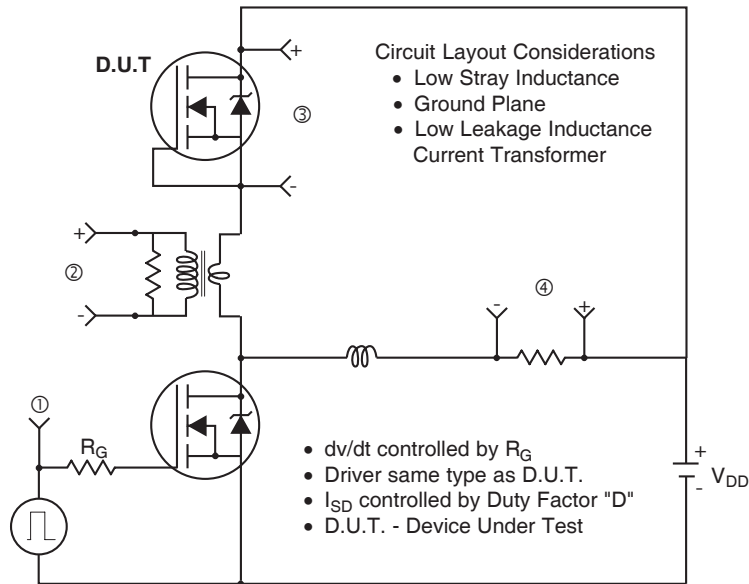 D.U.T
+
Circuit Layout Considerations
• Low Stray Inductance
• Ground Plane
• Low Leakage Inductance
Current Transformer
③
-
+
②
-
④
-
+
①
R_G
• dv/dt controlled by R_G
• Driver same type as D.U.T.
• I_SD controlled by Duty Factor "D"
• D.U.T. - Device Under Test
+
V_DD
-